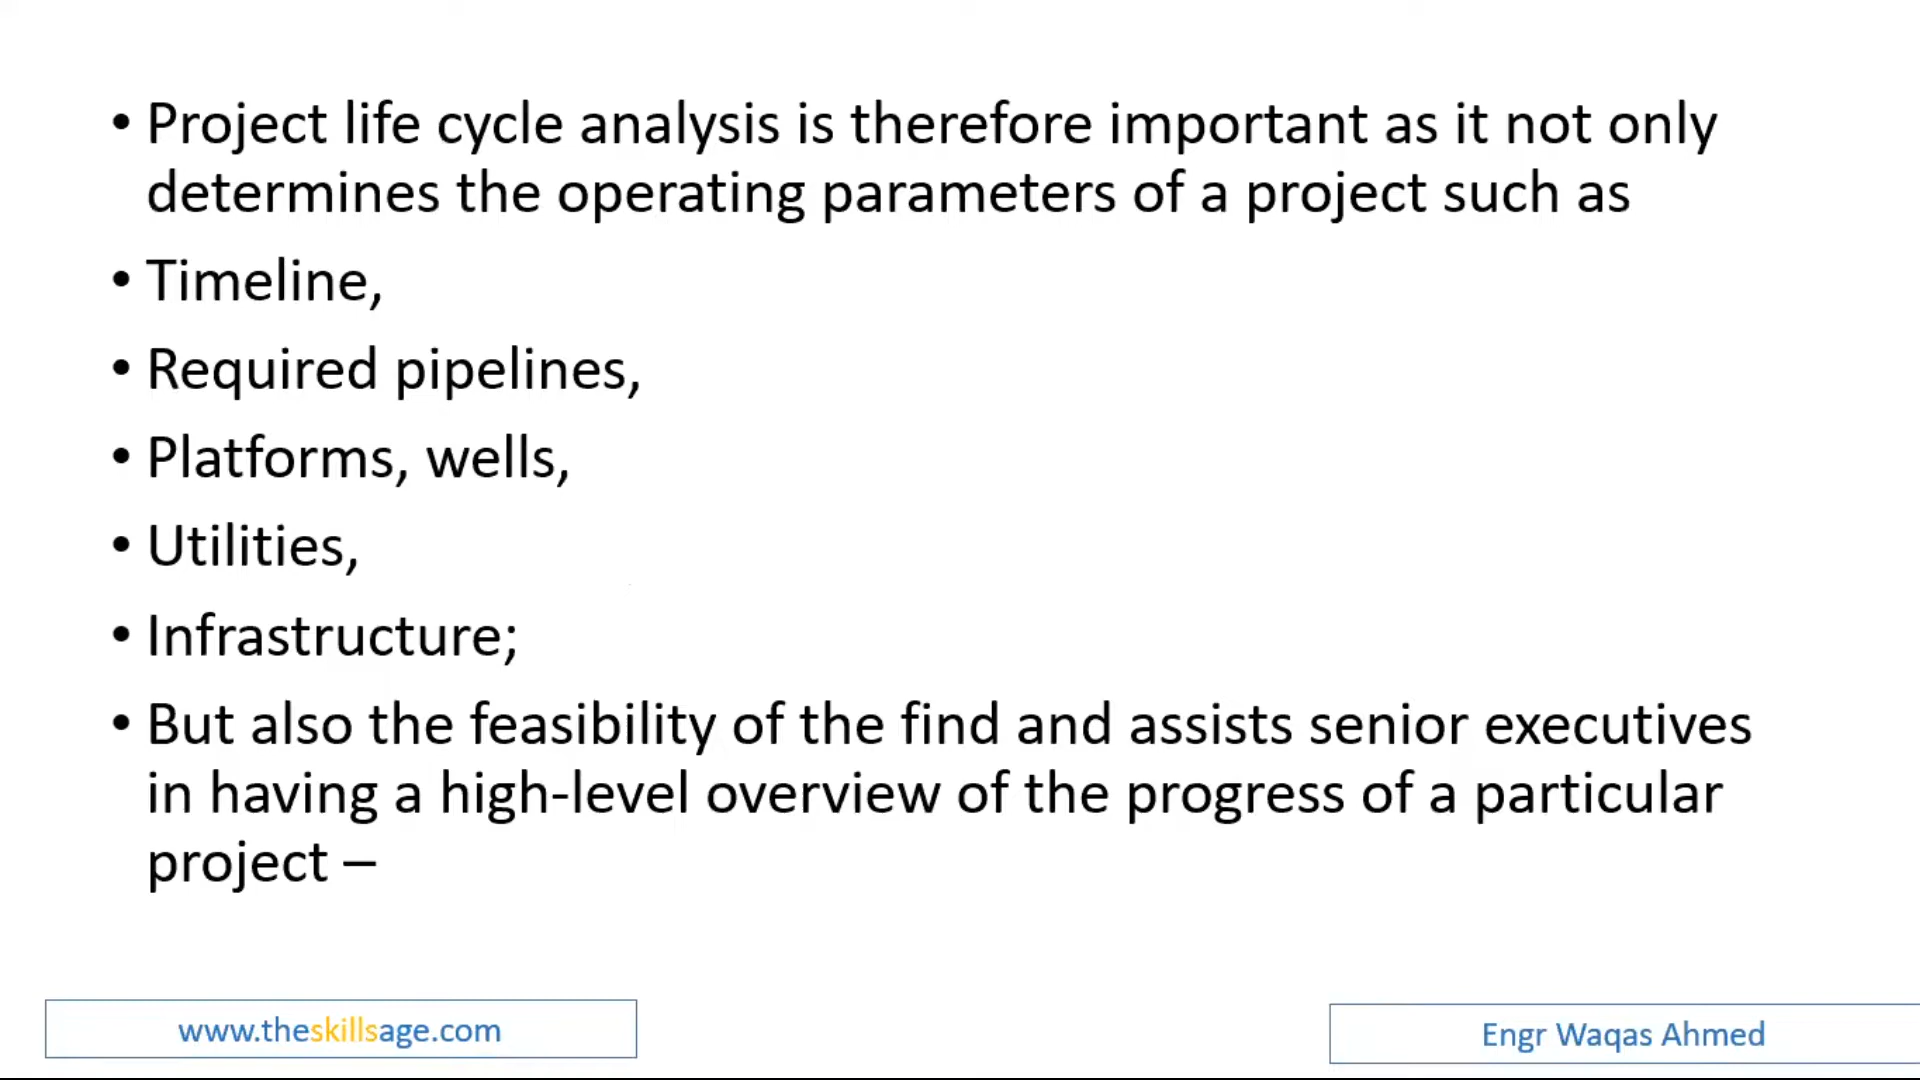 • Project life cycle analysis is therefore important as it not only
determines the operating parameters of a project such as
• Timeline,
• Required pipelines,
• Platforms, wells,
• Utilities,
• Infrastructure;
• But also the feasibility of the find and assists senior executives
in having a high-level overview of the progress of a particular
project –
www.theskillsage.com
Engr Waqas Ahmed